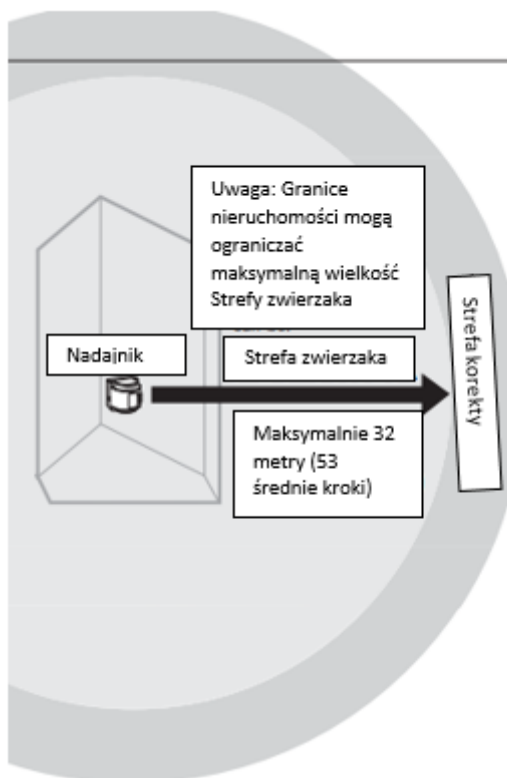 Uwaga: Granice
nieruchomości mogą
ograniczać
maksymalną wielkość
Strefy zwierzaka
Nadajnik
Strefa zwierzaka
Strefa korekty
Maksymalnie 32
metry (53
średnie kroki)